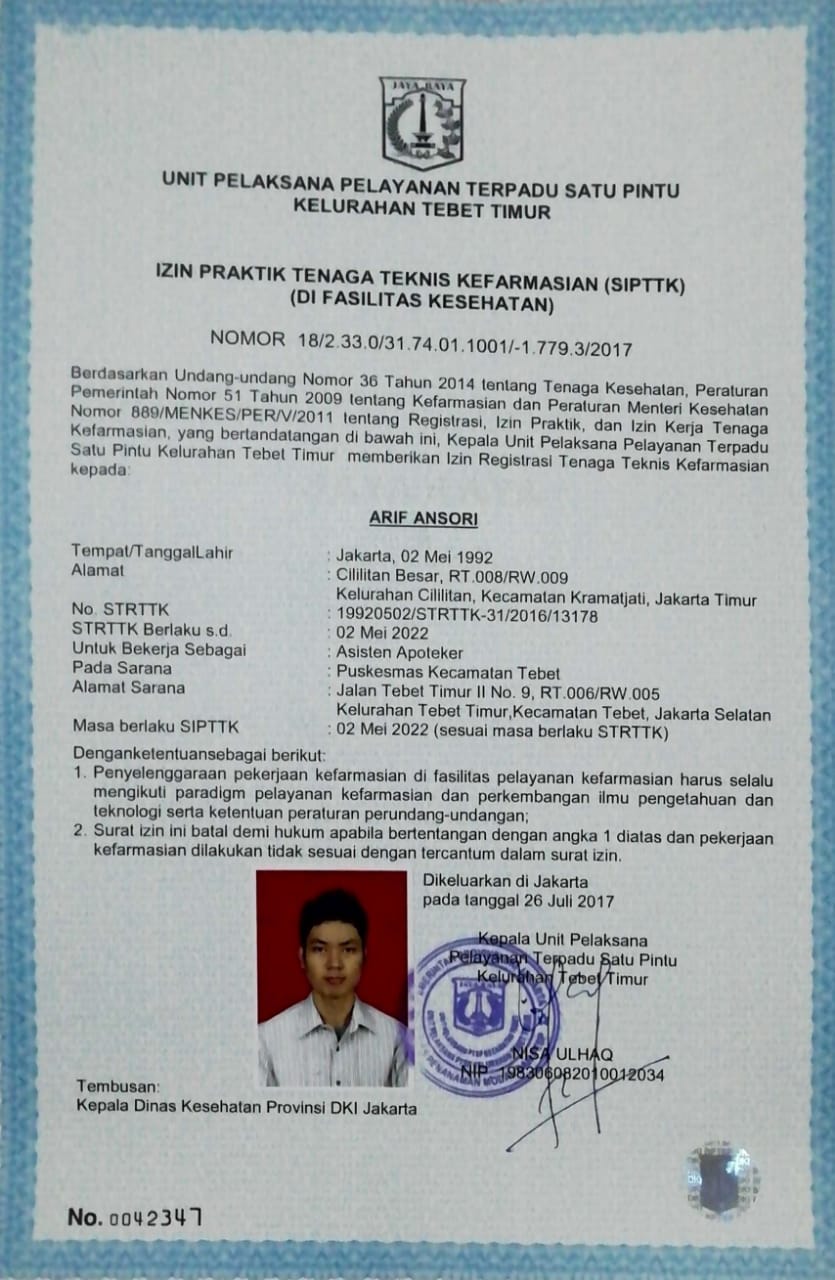 JAYA RAYA
UNIT PELAKSANA PELAYANAN TERPADU SATU PINTU
KELURAHAN TEBET TIMUR
IZIN PRAKTIK TENAGA TEKNIS KEFARMASIAN (SIPTTK)
(DI FASILITAS KESEHATAN)
NOMOR 18/2.33.0/31.74.01.1001/-1.779.3/2017
Berdasarkan Undang-undang Nomor 36 Tahun 2014 tentang Tenaga Kesehatan, Peraturan
Pemerintah Nomor 51 Tahun 2009 tentang Kefarmasian dan Peraturan Menteri Kesehatan
Nomor 889/MENKES/PER/V/2011 tentang Registrasi, Izin Praktik, dan Izin Kerja Tenaga
Kefarmasian, yang bertandatangan di bawah ini, Kepala Unit Pelaksana Pelayanan Terpadu
Satu Pintu Kelurahan Tebet Timur memberikan Izin Registrasi Tenaga Teknis Kefarmasian
kepada:
ARIF ANSORI
Tempat/TanggalLahir : Jakarta, 02 Mei 1992
Alamat : Cililitan Besar, RT.008/RW.009
Kelurahan Cililitan, Kecamatan Kramatjati, Jakarta Timur
No. STRTTK : 19920502/STRTTK-31/2016/13178
STRTTK Berlaku s.d. : 02 Mei 2022
Untuk Bekerja Sebagai : Asisten Apoteker
Pada Sarana : Puskesmas Kecamatan Tebet
Alamat Sarana : Jalan Tebet Timur II No. 9, RT.006/RW.005
Kelurahan Tebet Timur,Kecamatan Tebet, Jakarta Selatan
Masa berlaku SIPTTK : 02 Mei 2022 (sesuai masa berlaku STRTTK)
Denganketentuansebagai berikut:
1. Penyelenggaraan pekerjaan kefarmasian di fasilitas pelayanan kefarmasian harus selalu
mengikuti paradigm pelayanan kefarmasian dan perkembangan ilmu pengetahuan dan
teknologi serta ketentuan peraturan perundang-undangan;
2. Surat izin ini batal demi hukum apabila bertentangan dengan angka 1 diatas dan pekerjaan
kefarmasian dilakukan tidak sesuai dengan tercantum dalam surat izin.
Dikeluarkan di Jakarta
pada tanggal 26 Juli 2017
Kepala Unit Pelaksana
Pelayanan Terpadu Satu Pintu
Kelurahan Tebet Timur
NISA ULHAQ
NIP 198306082010012034
Tembusan:
Kepala Dinas Kesehatan Provinsi DKI Jakarta
No. 0042347